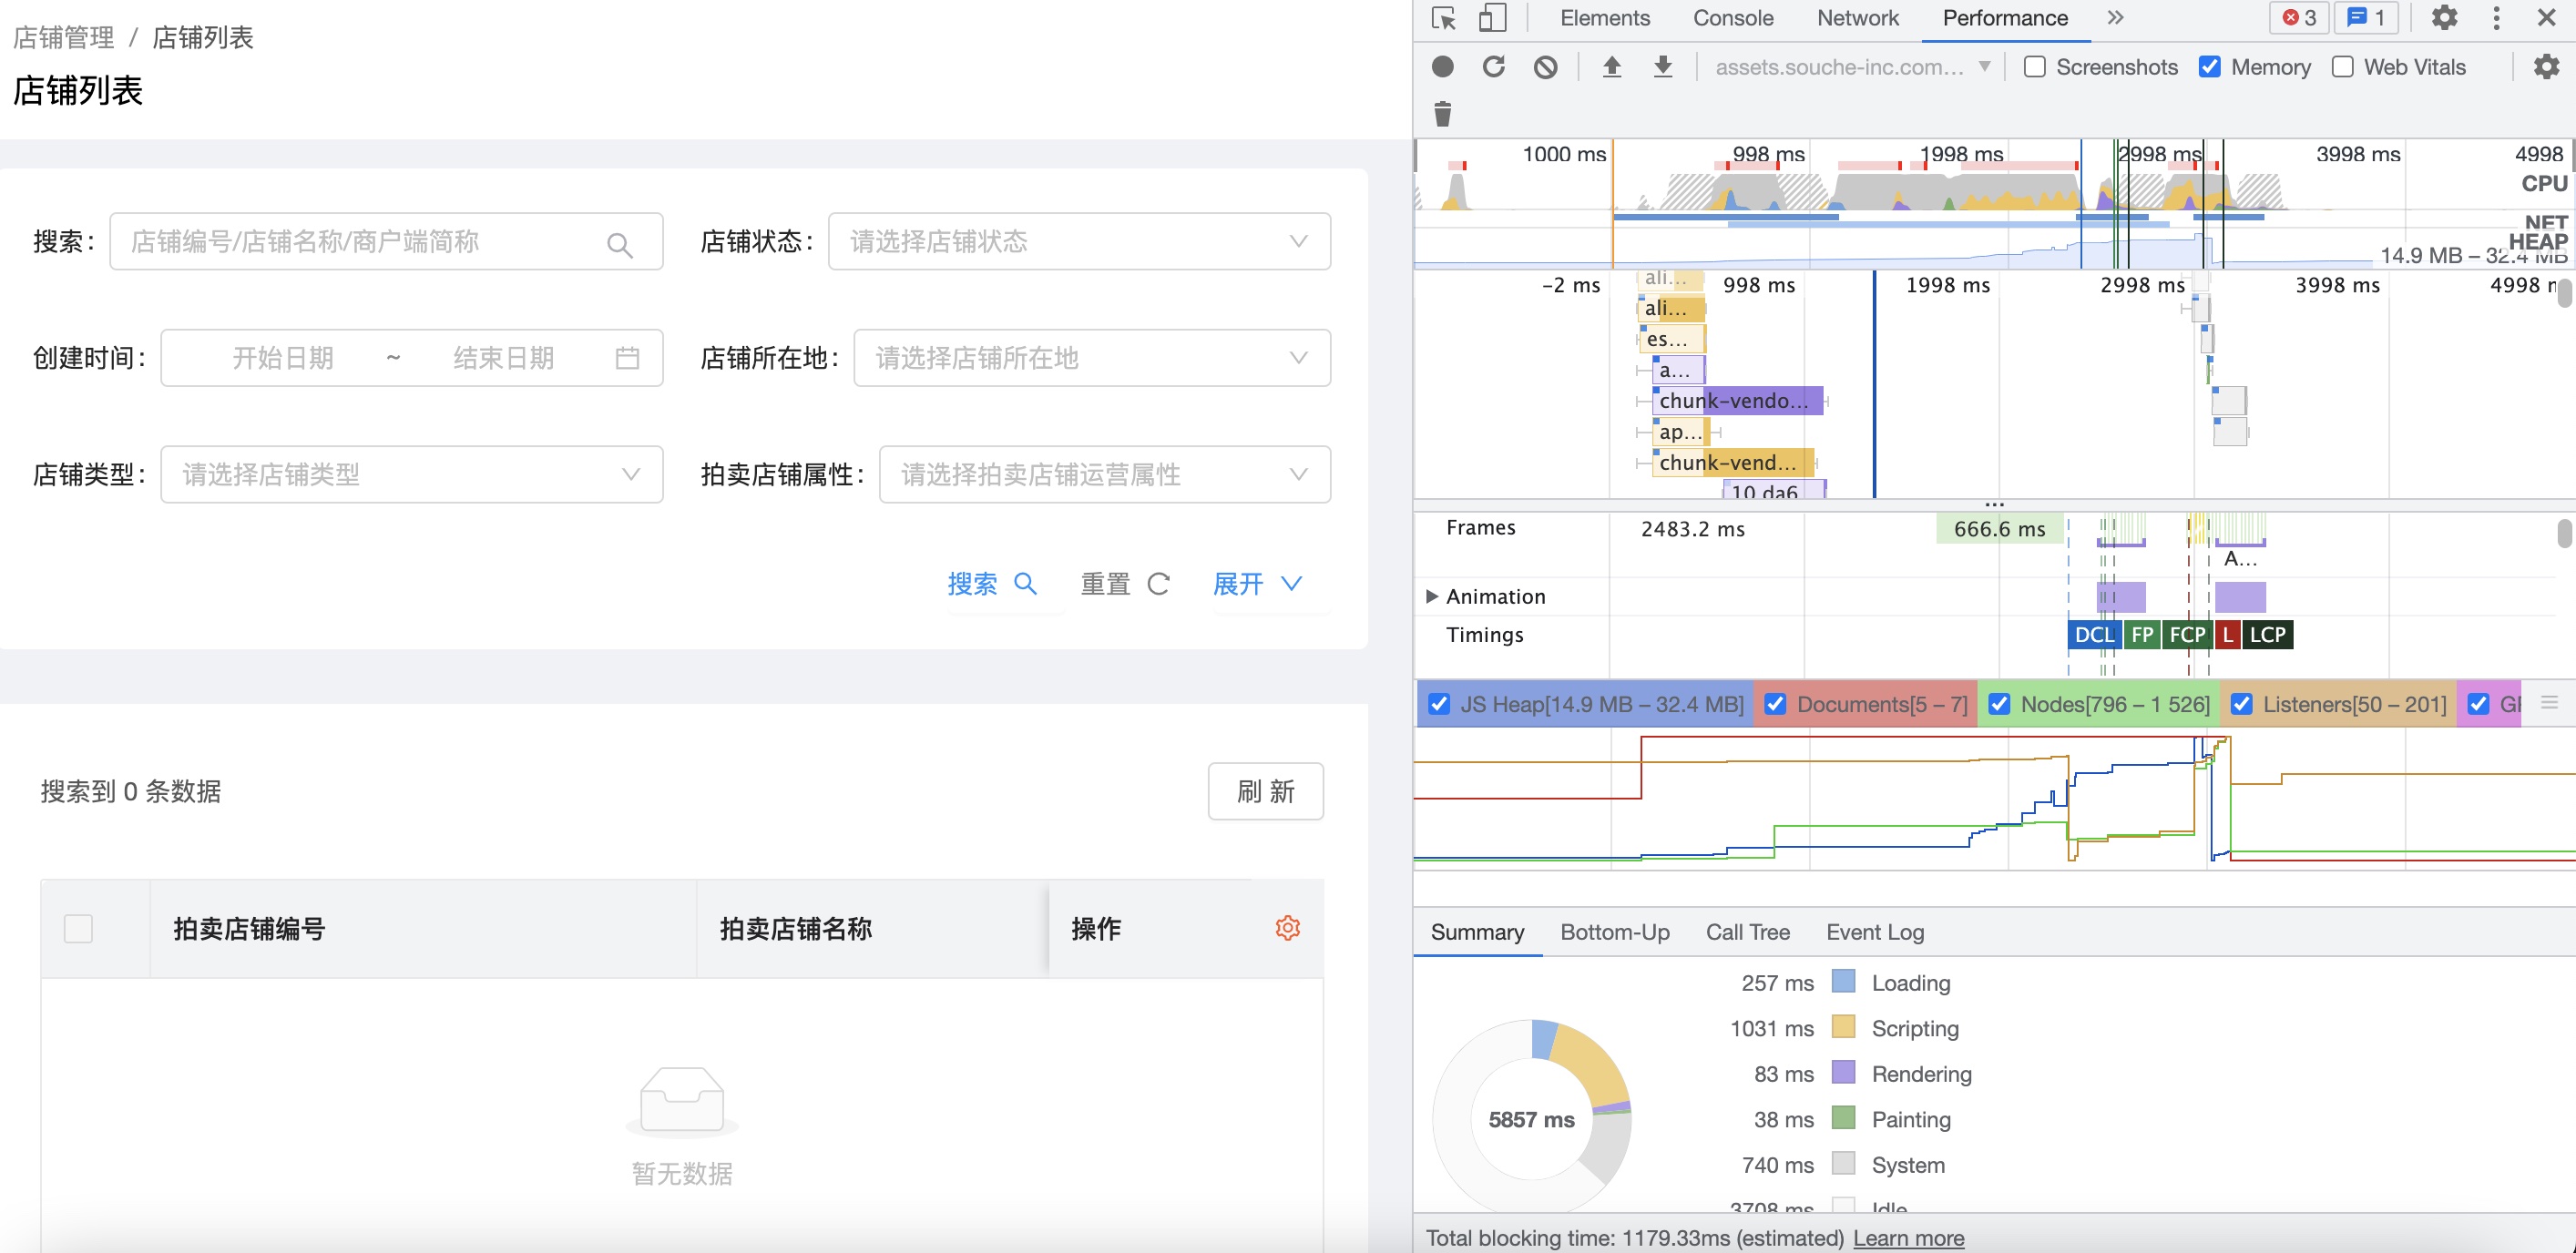 店铺管理 / 店铺列表
店铺列表
搜索: 店铺编号/店铺名称/商户端简称
店铺状态: 请选择店铺状态
创建时间: 开始日期 ~ 结束日期
店铺所在地: 请选择店铺所在地
店铺类型: 请选择店铺类型
拍卖店铺属性: 请选择拍卖店铺运营属性
搜索 重置 展开
搜索到 0 条数据
刷 新
拍卖店铺编号 拍卖店铺名称 操作
暂无数据
Elements Console Network Performance 3 1
assets.souche-inc.com... Screenshots Memory Web Vitals
1000 ms 998 ms 1998 ms 2998 ms 3998 ms 4998
CPU
NET
HEAP
14.9 MB – 32.4 MB
-2 ms 998 ms 1998 ms 2998 ms 3998 ms 4998
ali...
ali...
es...
a...
chunk-vendo...
ap...
chunk-vend...
10.da6
Frames 2483.2 ms 666.6 ms
A...
Animation
Timings DCL FP FCP L LCP
JS Heap[14.9 MB – 32.4 MB] Documents[5 – 7] Nodes[796 – 1 526] Listeners[50 – 201]
Summary Bottom-Up Call Tree Event Log
257 ms Loading
1031 ms Scripting
83 ms Rendering
5857 ms
38 ms Painting
740 ms System
3708 ms Idle
Total blocking time: 1179.33ms (estimated) Learn more